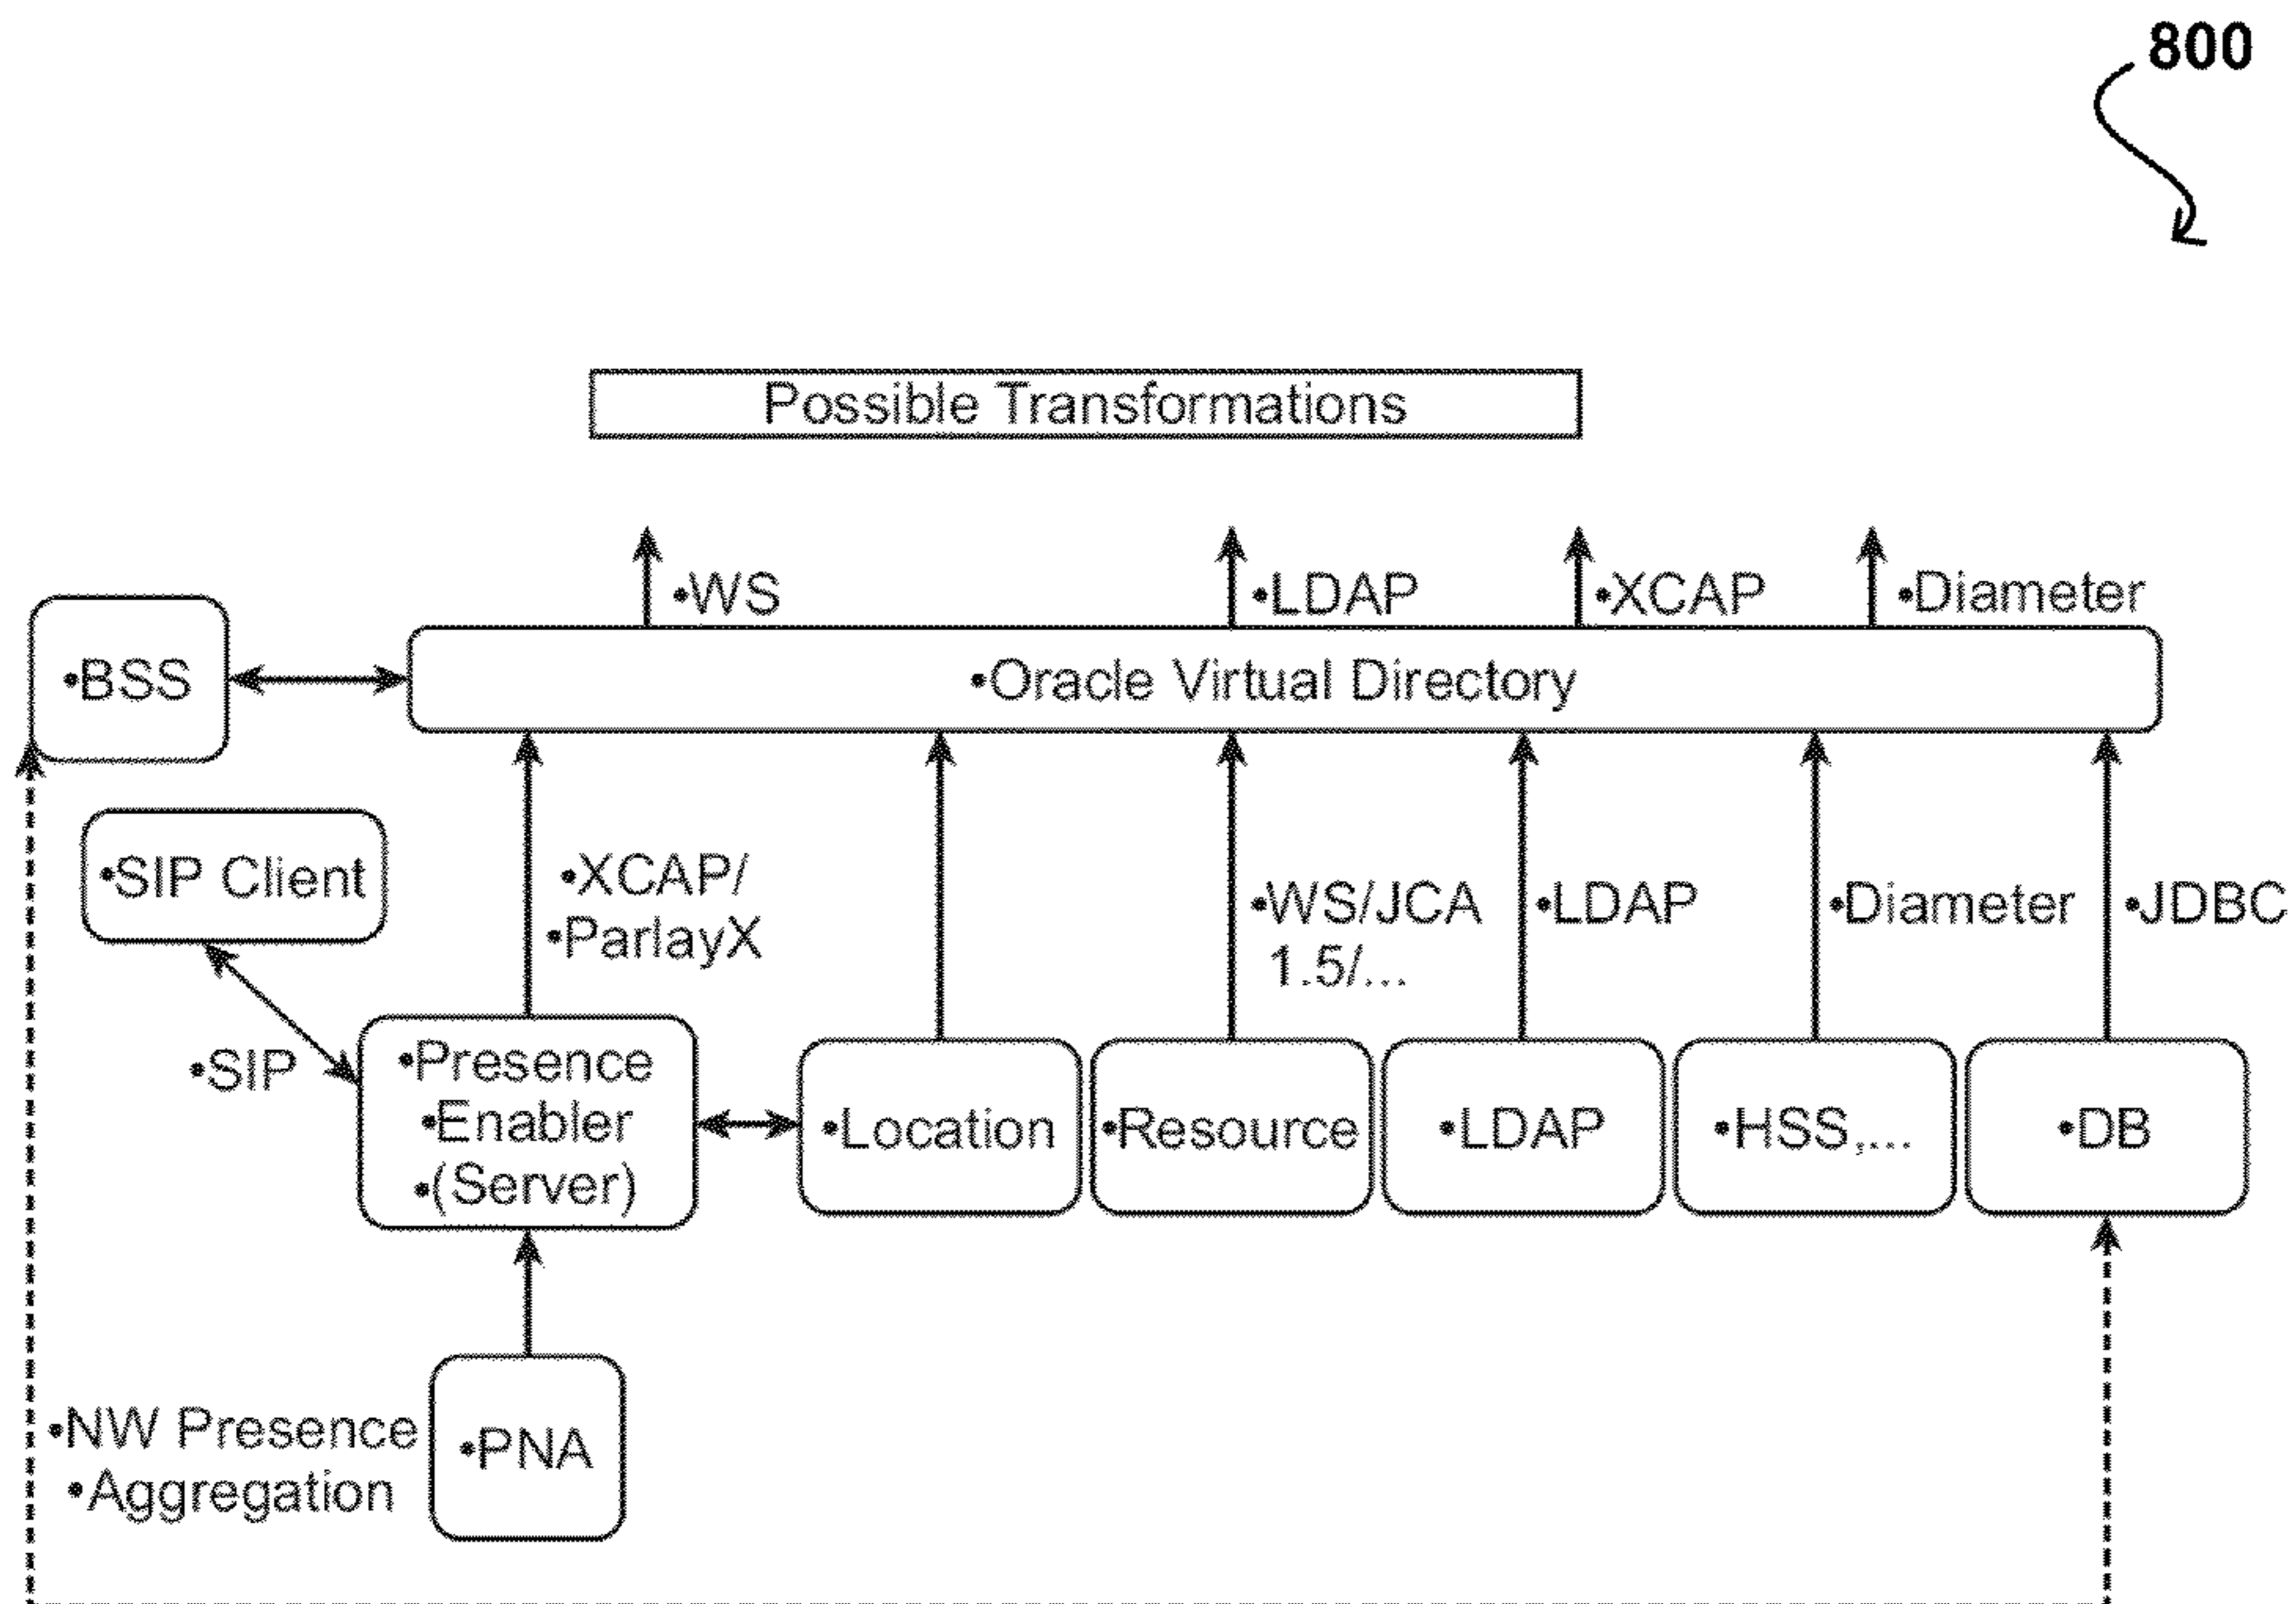 800
Possible Transformations
•WS
•LDAP
•XCAP
•Diameter
•BSS
•Oracle Virtual Directory
•SIP Client
•XCAP/
•ParlayX
•WS/JCA
1.5/...
•LDAP
•Diameter
•JDBC
•SIP
•Presence
•Enabler
•(Server)
•Location
•Resource
•LDAP
•HSS,...
•DB
•NW Presence
•Aggregation
•PNA